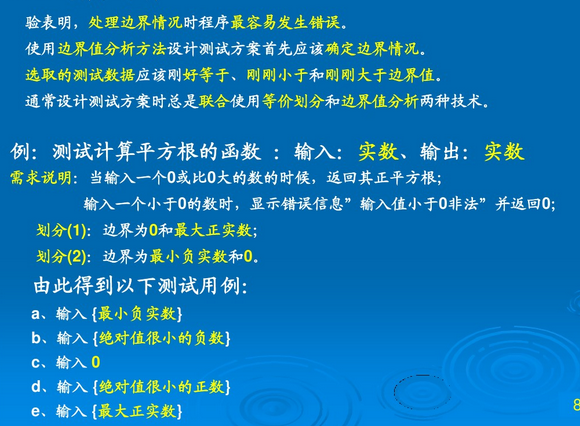 验表明，处理边界情况时程序最容易发生错误。
使用边界值分析方法设计测试方案首先应该确定边界情况。
选取的测试数据应该刚好等于、刚刚小于和刚刚大于边界值。
通常设计测试方案时总是联合使用等价划分和边界值分析两种技术。
例：测试计算平方根的函数 ：输入：实数、输出：实数
需求说明：当输入一个0或比0大的数的时候，返回其正平方根；
输入一个小于0的数时，显示错误信息”输入值小于0非法”并返回0；
划分(1)：边界为0和最大正实数；
划分(2)：边界为最小负实数和0。
由此得到以下测试用例：
a、输入 {最小负实数}
b、输入 {绝对值很小的负数}
c、输入 0
d、输入 {绝对值很小的正数}
e、输入 {最大正实数}
8